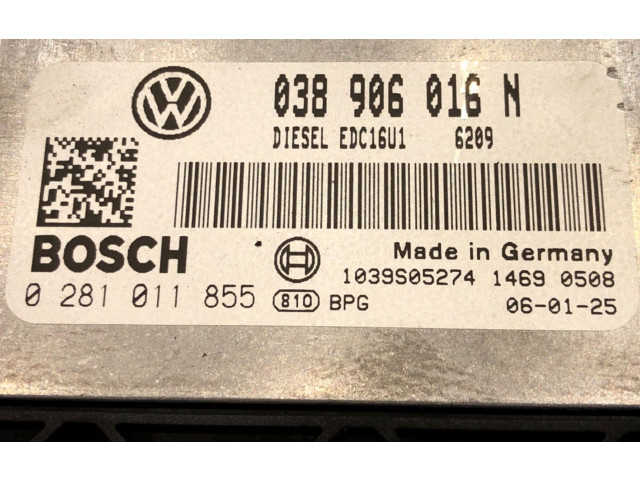 VW
038 906 016 N
DIESEL EDC16U1 6209
BOSCH
Made in Germany
1039S05274 1469 0508
0 281 011 855 810 BPG 06-01-25